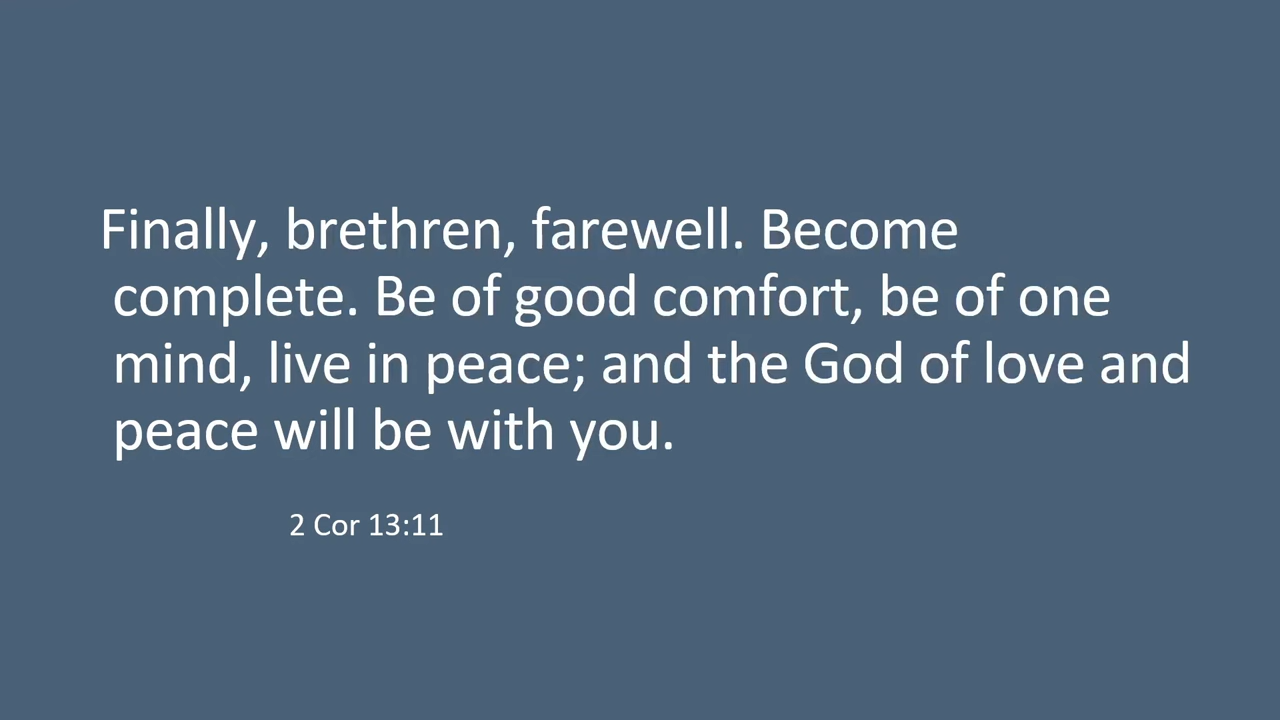 Finally, brethren, farewell. Become
complete. Be of good comfort, be of one
mind, live in peace; and the God of love and
peace will be with you.
2 Cor 13:11